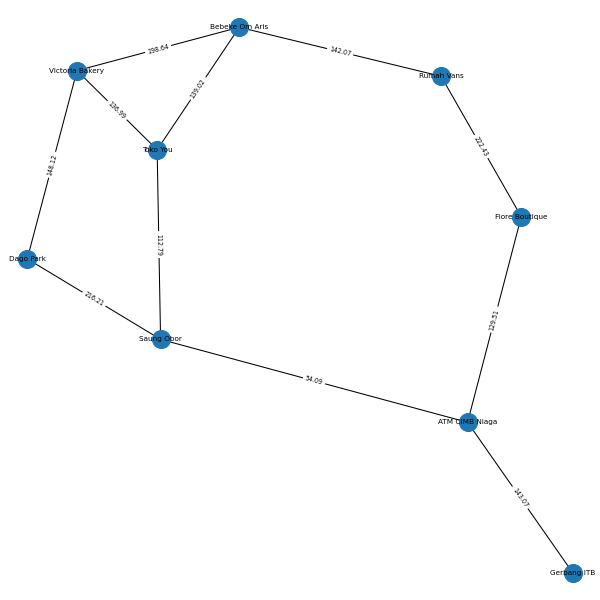 Bebeke Om Aris
198.64
142.07
Victoria Bakery
Rumah Vans
139.02
136.99
Toko You
222.43
148.12
Fiore Boutique
112.79
Dago Park
216.21
129.51
Saung Obor
54.09
ATM CIMB Niaga
143.07
Gerbang ITB